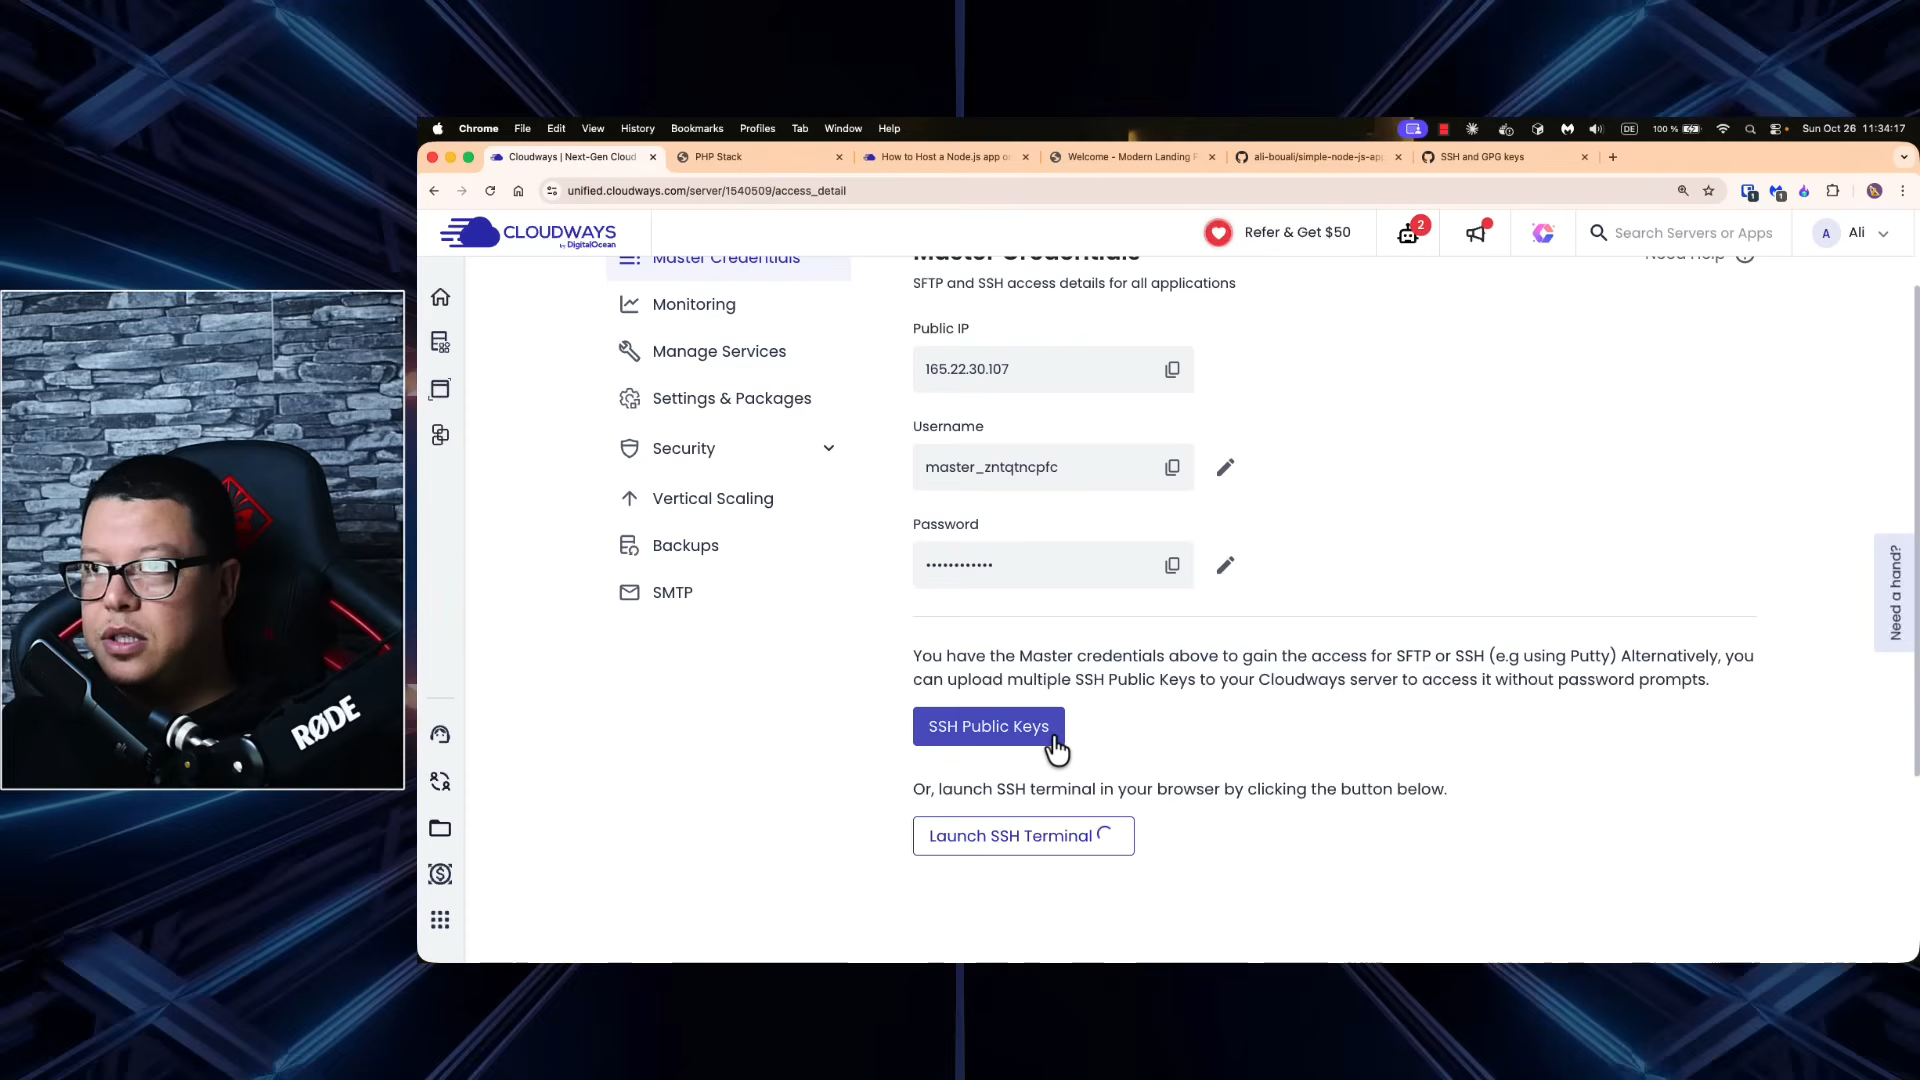 Chrome File Edit View History Bookmarks Profiles Tab Window Help
DE 100 % Sun Oct 26 11:34:17
Cloudways | Next-Gen Cloud
PHP Stack
How to Host a Node.js app o
Welcome - Modern Landing
ali-bouali/simple-node-js-ap
SSH and GPG keys
unified.cloudways.com/server/1540509/access_detail
CLOUDWAYS
by DigitalOcean
Refer & Get $50
2
Search Servers or Apps
A Ali
Master Credentials
Monitoring
Manage Services
Settings & Packages
Security
Vertical Scaling
Backups
SMTP
Master Credentials
Need Help
SFTP and SSH access details for all applications
Public IP
165.22.30.107
Username
master_zntqtncpfc
Password
••••••••••••
You have the Master credentials above to gain the access for SFTP or SSH (e.g using Putty) Alternatively, you
can upload multiple SSH Public Keys to your Cloudways server to access it without password prompts.
SSH Public Keys
Or, launch SSH terminal in your browser by clicking the button below.
Launch SSH Terminal
Need a hand?
RØDE